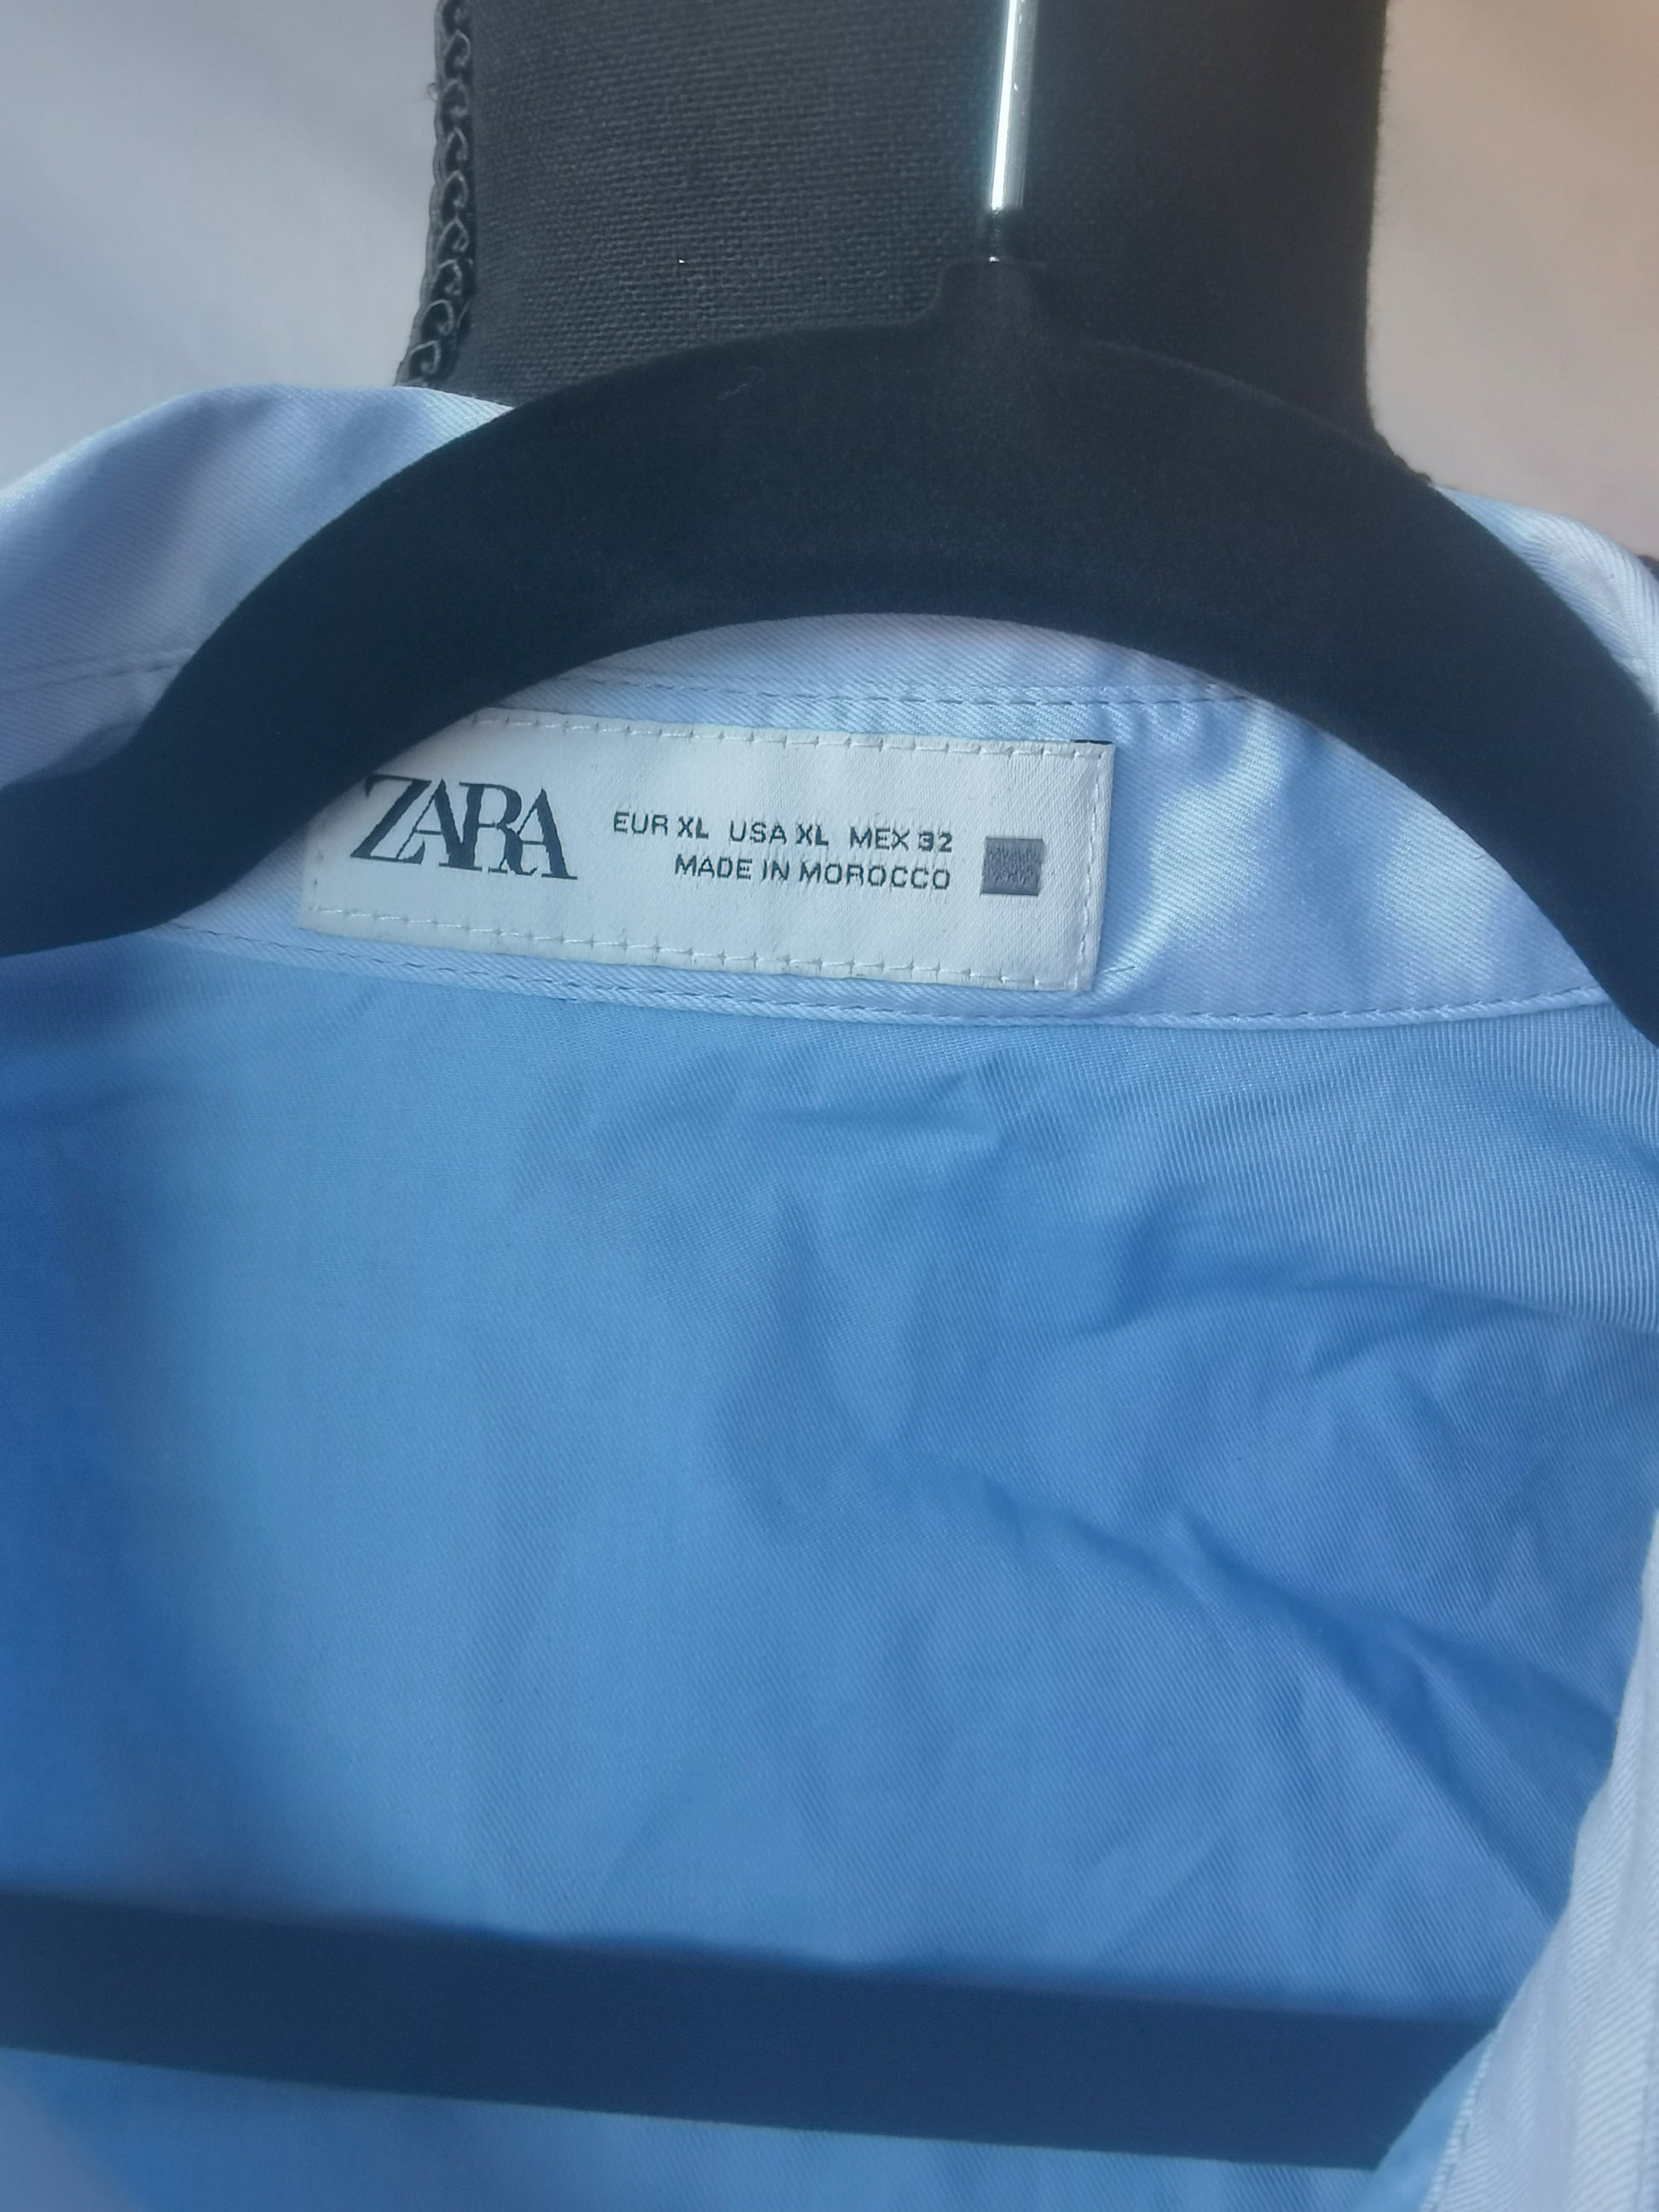 ZARA
EUR XL USA XL MEX 32
MADE IN MOROCCO